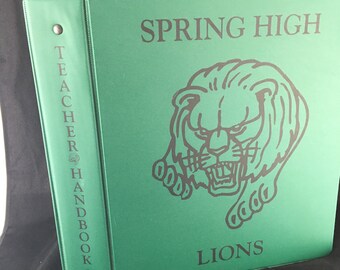 SPRING HIGH
LIONS
TEACHER HANDBOOK